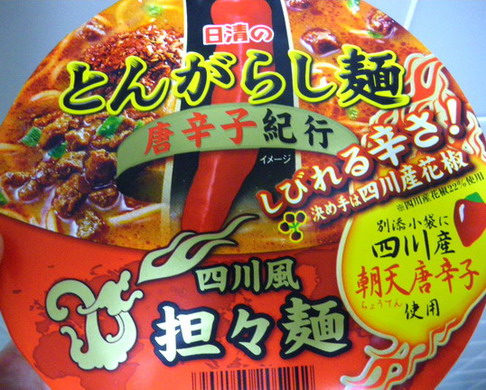 日清の
とんがらし麺
唐辛子紀行
イメージ
しびれる辛さ!
決め手は四川産花椒
※四川産花椒22%使用
別添小袋に
四川産
朝天唐辛子
ちょうてん
使用
四川風
担々麺